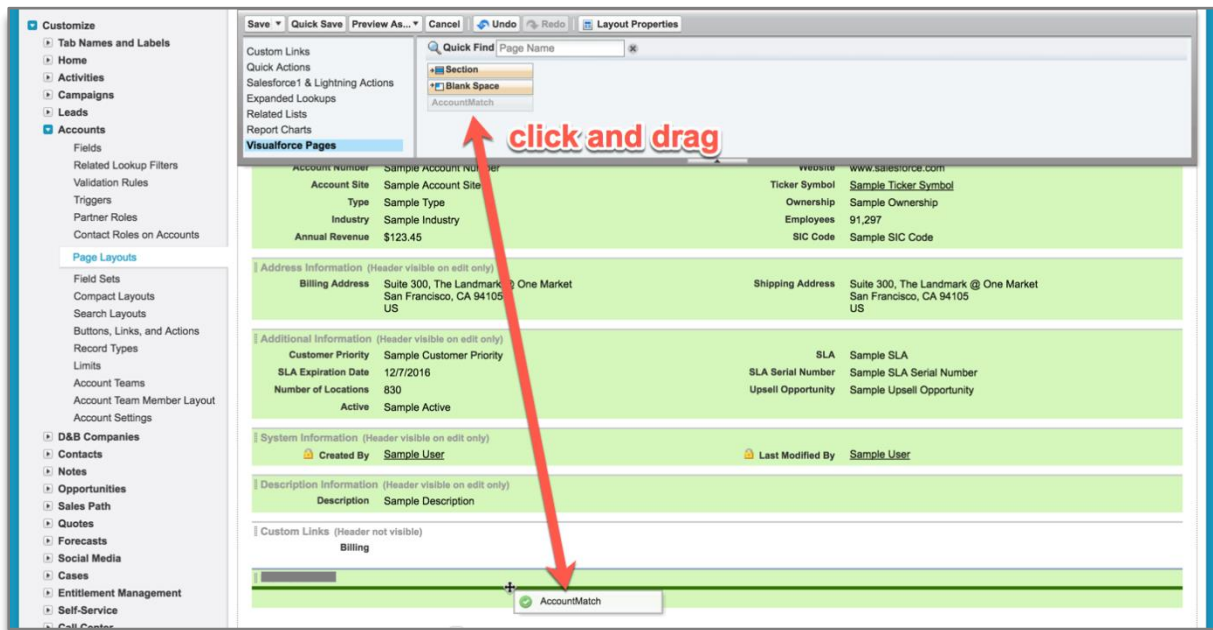 Customize
Tab Names and Labels
Home
Activities
Campaigns
Leads
Accounts
Fields
Related Lookup Filters
Validation Rules
Triggers
Partner Roles
Contact Roles on Accounts
Page Layouts
Field Sets
Compact Layouts
Search Layouts
Buttons, Links, and Actions
Record Types
Limits
Account Teams
Account Team Member Layout
Account Settings
D&B Companies
Contacts
Notes
Opportunities
Sales Path
Quotes
Forecasts
Social Media
Cases
Entitlement Management
Self-Service
Call Center
Save Quick Save Preview As... Cancel Undo Redo Layout Properties
Custom Links
Quick Actions
Salesforce1 & Lightning Actions
Expanded Lookups
Related Lists
Report Charts
Visualforce Pages
Quick Find Page Name
Section
Blank Space
AccountMatch
click and drag
Account Number Sample Account Number Website www.salesforce.com
Account Site Sample Account Site Ticker Symbol Sample Ticker Symbol
Type Sample Type Ownership Sample Ownership
Industry Sample Industry Employees 91,297
Annual Revenue $123.45 SIC Code Sample SIC Code
Address Information (Header visible on edit only)
Billing Address Suite 300, The Landmark @ One Market Shipping Address Suite 300, The Landmark @ One Market
San Francisco, CA 94105 San Francisco, CA 94105
US US
Additional Information (Header visible on edit only)
Customer Priority Sample Customer Priority SLA Sample SLA
SLA Expiration Date 12/7/2016 SLA Serial Number Sample SLA Serial Number
Number of Locations 830 Upsell Opportunity Sample Upsell Opportunity
Active Sample Active
System Information (Header visible on edit only)
Created By Sample User Last Modified By Sample User
Description Information (Header visible on edit only)
Description Sample Description
Custom Links (Header not visible)
Billing
AccountMatch